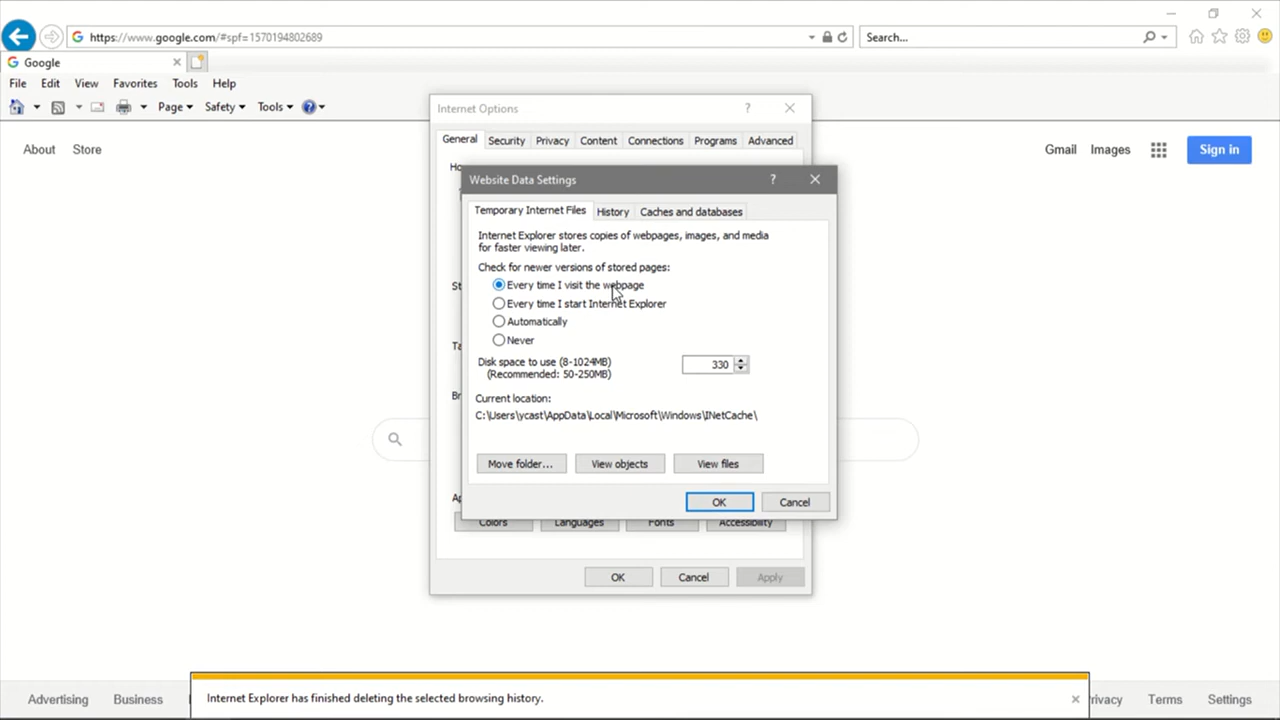 https://www.google.com/#spf=1570194802689
Search...
Google
File Edit View Favorites Tools Help
Page Safety Tools
Internet Options
General Security Privacy Content Connections Programs Advanced
About Store
Gmail Images Sign in
Website Data Settings
Temporary Internet Files History Caches and databases
Internet Explorer stores copies of webpages, images, and media
for faster viewing later.
Check for newer versions of stored pages:
Every time I visit the webpage
Every time I start Internet Explorer
Automatically
Never
Disk space to use (8-1024MB)
(Recommended: 50-250MB)
330
Current location:
C:\Users\ycast\AppData\Local\Microsoft\Windows\INetCache\
Move folder... View objects View files
OK Cancel
Colors Languages Fonts Accessibility
OK Cancel Apply
Internet Explorer has finished deleting the selected browsing history.
Advertising Business Terms Settings